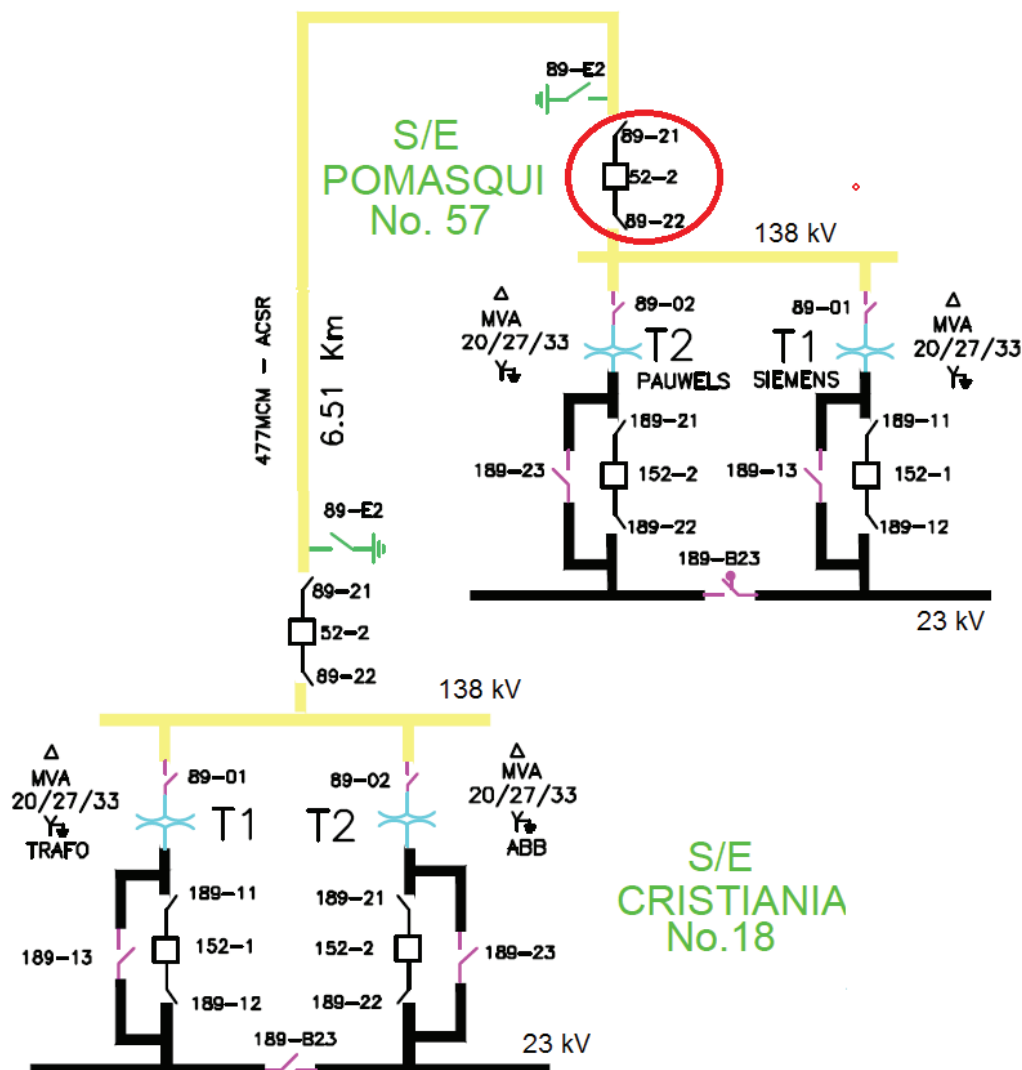 89-E2
S/E
POMASQUI
No. 57
89-21
52-2
89-22
138 kV
Δ
MVA
20/27/33
Y
89-02
T2
PAUWELS
89-01
T1
SIEMENS
Δ
MVA
20/27/33
Y
477MCM - ACSR
6.51 Km
189-21
189-23
152-2
189-22
189-11
189-13
152-1
189-12
189-B23
23 kV
89-E2
89-21
52-2
89-22
138 kV
Δ
MVA
20/27/33
Y
TRAFO
89-01
T1
89-02
T2
Δ
MVA
20/27/33
Y
ABB
S/E
CRISTIANIA
No.18
189-11
189-13
152-1
189-12
189-21
152-2
189-23
189-22
189-B23
23 kV